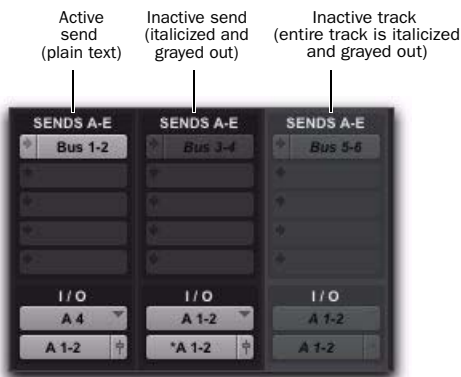 Active
send
(plain text)
Inactive send
(italicized and
grayed out)
Inactive track
(entire track is italicized
and grayed out)
SENDS A-E
Bus 1-2
I / O
A 4
A 1-2
SENDS A-E
Bus 3-4
I / O
A 1-2
*A 1-2
SENDS A-E
Bus 5-6
I / O
A 1-2
A 1-2